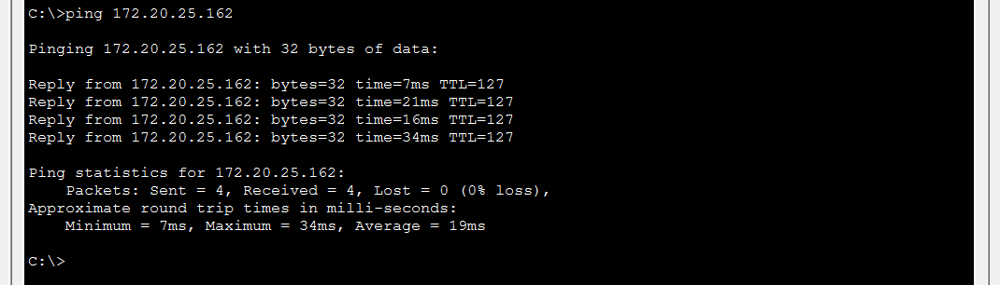 C:\>ping 172.20.25.162
Pinging 172.20.25.162 with 32 bytes of data:
Reply from 172.20.25.162: bytes=32 time=7ms TTL=127
Reply from 172.20.25.162: bytes=32 time=21ms TTL=127
Reply from 172.20.25.162: bytes=32 time=16ms TTL=127
Reply from 172.20.25.162: bytes=32 time=34ms TTL=127
Ping statistics for 172.20.25.162:
Packets: Sent = 4, Received = 4, Lost = 0 (0% loss),
Approximate round trip times in milli-seconds:
Minimum = 7ms, Maximum = 34ms, Average = 19ms
C:\>